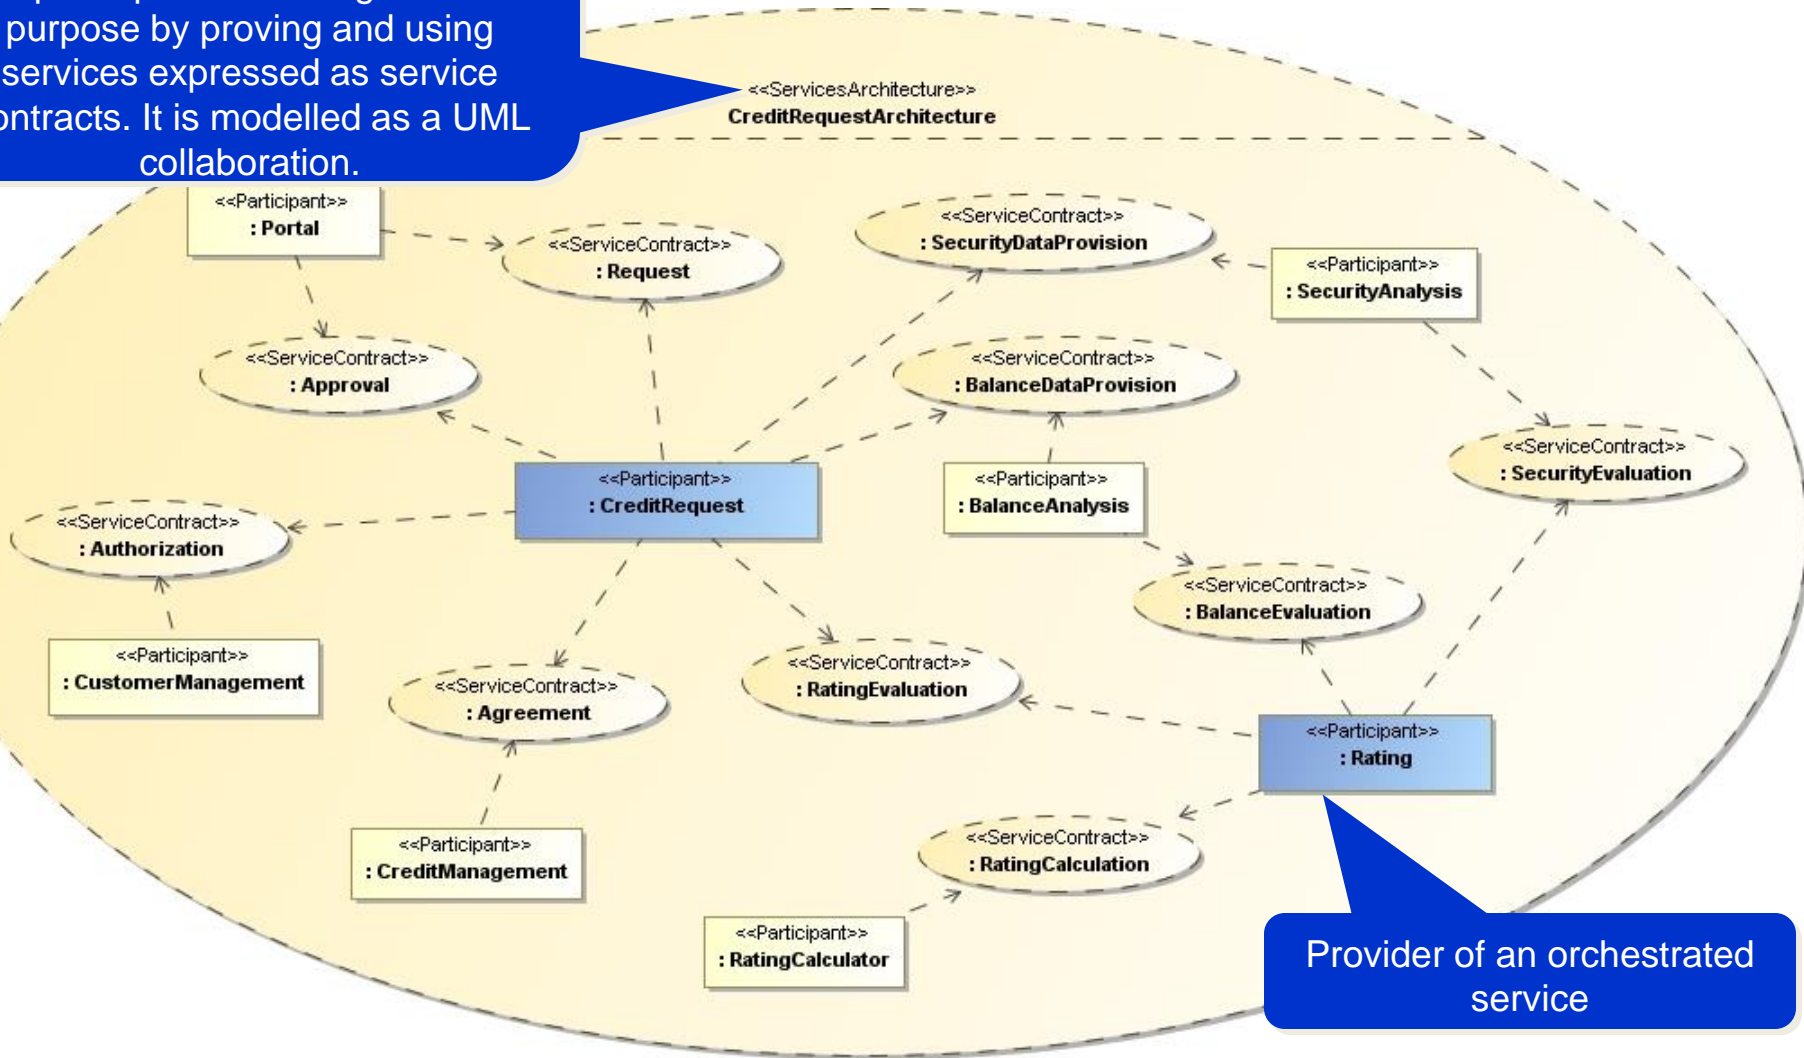 purpose by proving and using
services expressed as service
contracts. It is modelled as a UML
collaboration.
<<ServicesArchitecture>>
CreditRequestArchitecture
<<Participant>>
: Portal
<<ServiceContract>>
: Request
<<ServiceContract>>
: SecurityDataProvision
<<Participant>>
: SecurityAnalysis
<<ServiceContract>>
: Approval
<<ServiceContract>>
: BalanceDataProvision
<<ServiceContract>>
: SecurityEvaluation
<<Participant>>
: CreditRequest
<<Participant>>
: BalanceAnalysis
<<ServiceContract>>
: Authorization
<<ServiceContract>>
: BalanceEvaluation
<<Participant>>
: CustomerManagement
<<ServiceContract>>
: Agreement
<<ServiceContract>>
: RatingEvaluation
<<Participant>>
: Rating
<<Participant>>
: CreditManagement
<<ServiceContract>>
: RatingCalculation
<<Participant>>
: RatingCalculator
Provider of an orchestrated
service